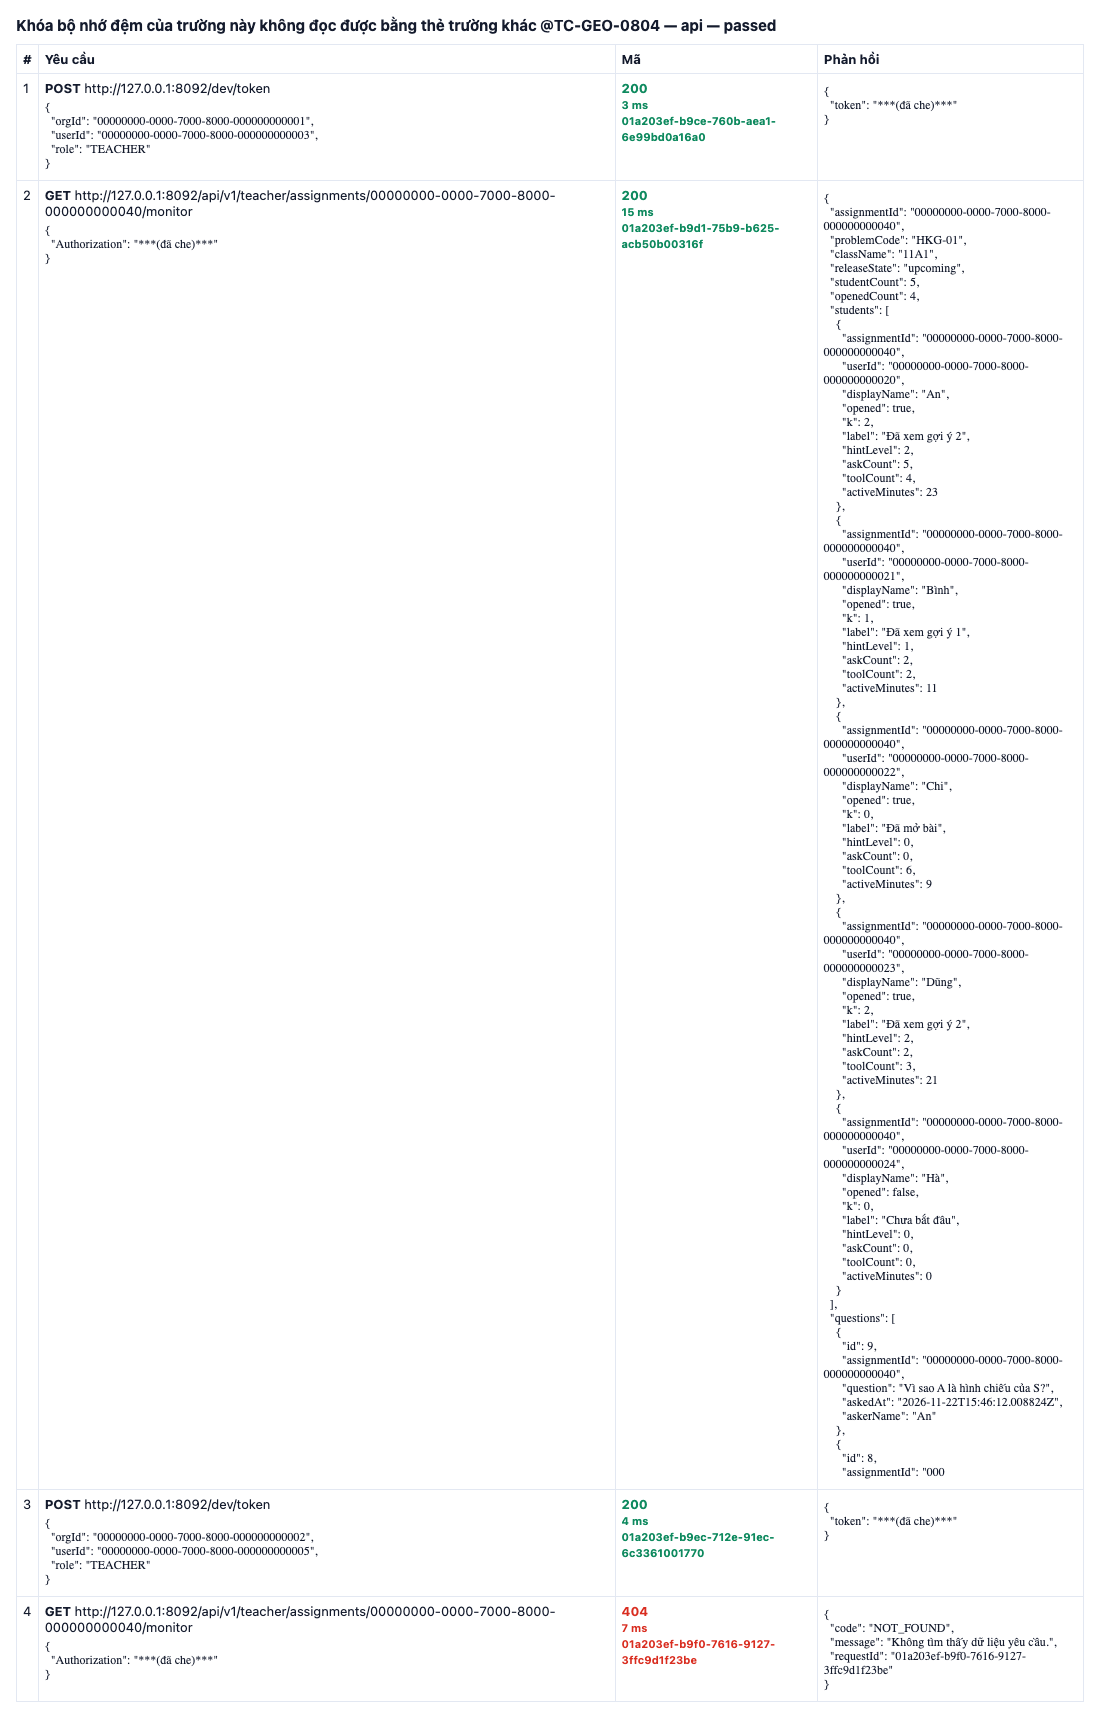 Khóa bộ nhớ đệm của trường này không đọc được bằng thẻ trường khác @TC-GEO-0804 — api — passed
# Yêu cầu Mã Phản hồi
1 POST http://127.0.0.1:8092/dev/token
{
"orgId": "00000000-0000-7000-8000-000000000001",
"userId": "00000000-0000-7000-8000-000000000003",
"role": "TEACHER"
}
200
3 ms
01a203ef-b9ce-760b-aea1-
6e99bd0a16a0
{
"token": "***(đã che)***"
}
2 GET http://127.0.0.1:8092/api/v1/teacher/assignments/00000000-0000-7000-8000-
000000000040/monitor
{
"Authorization": "***(đã che)***"
}
200
15 ms
01a203ef-b9d1-75b9-b625-
acb50b00316f
{
"assignmentId": "00000000-0000-7000-8000-
000000000040",
"problemCode": "HKG-01",
"className": "11A1",
"releaseState": "upcoming",
"studentCount": 5,
"openedCount": 4,
"students": [
{
"assignmentId": "00000000-0000-7000-8000-
000000000040",
"userId": "00000000-0000-7000-8000-
000000000020",
"displayName": "An",
"opened": true,
"k": 2,
"label": "Đã xem gợi ý 2",
"hintLevel": 2,
"askCount": 5,
"toolCount": 4,
"activeMinutes": 23
},
{
"assignmentId": "00000000-0000-7000-8000-
000000000040",
"userId": "00000000-0000-7000-8000-
000000000021",
"displayName": "Bình",
"opened": true,
"k": 1,
"label": "Đã xem gợi ý 1",
"hintLevel": 1,
"askCount": 2,
"toolCount": 2,
"activeMinutes": 11
},
{
"assignmentId": "00000000-0000-7000-8000-
000000000040",
"userId": "00000000-0000-7000-8000-
000000000022",
"displayName": "Chi",
"opened": true,
"k": 0,
"label": "Đã mở bài",
"hintLevel": 0,
"askCount": 0,
"toolCount": 6,
"activeMinutes": 9
},
{
"assignmentId": "00000000-0000-7000-8000-
000000000040",
"userId": "00000000-0000-7000-8000-
000000000023",
"displayName": "Dũng",
"opened": true,
"k": 2,
"label": "Đã xem gợi ý 2",
"hintLevel": 2,
"askCount": 2,
"toolCount": 3,
"activeMinutes": 21
},
{
"assignmentId": "00000000-0000-7000-8000-
000000000040",
"userId": "00000000-0000-7000-8000-
000000000024",
"displayName": "Hà",
"opened": false,
"k": 0,
"label": "Chưa bắt đầu",
"hintLevel": 0,
"askCount": 0,
"toolCount": 0,
"activeMinutes": 0
}
],
"questions": [
{
"id": 9,
"assignmentId": "00000000-0000-7000-8000-
000000000040",
"question": "Vì sao A là hình chiếu của S?",
"askedAt": "2026-11-22T15:46:12.008824Z",
"askerName": "An"
},
{
"id": 8,
"assignmentId": "000
3 POST http://127.0.0.1:8092/dev/token
{
"orgId": "00000000-0000-7000-8000-000000000002",
"userId": "00000000-0000-7000-8000-000000000005",
"role": "TEACHER"
}
200
4 ms
01a203ef-b9ec-712e-91ec-
6c3361001770
{
"token": "***(đã che)***"
}
4 GET http://127.0.0.1:8092/api/v1/teacher/assignments/00000000-0000-7000-8000-
000000000040/monitor
{
"Authorization": "***(đã che)***"
}
404
7 ms
01a203ef-b9f0-7616-9127-
3ffc9d1f23be
{
"code": "NOT_FOUND",
"message": "Không tìm thấy dữ liệu yêu cầu.",
"requestId": "01a203ef-b9f0-7616-9127-
3ffc9d1f23be"
}